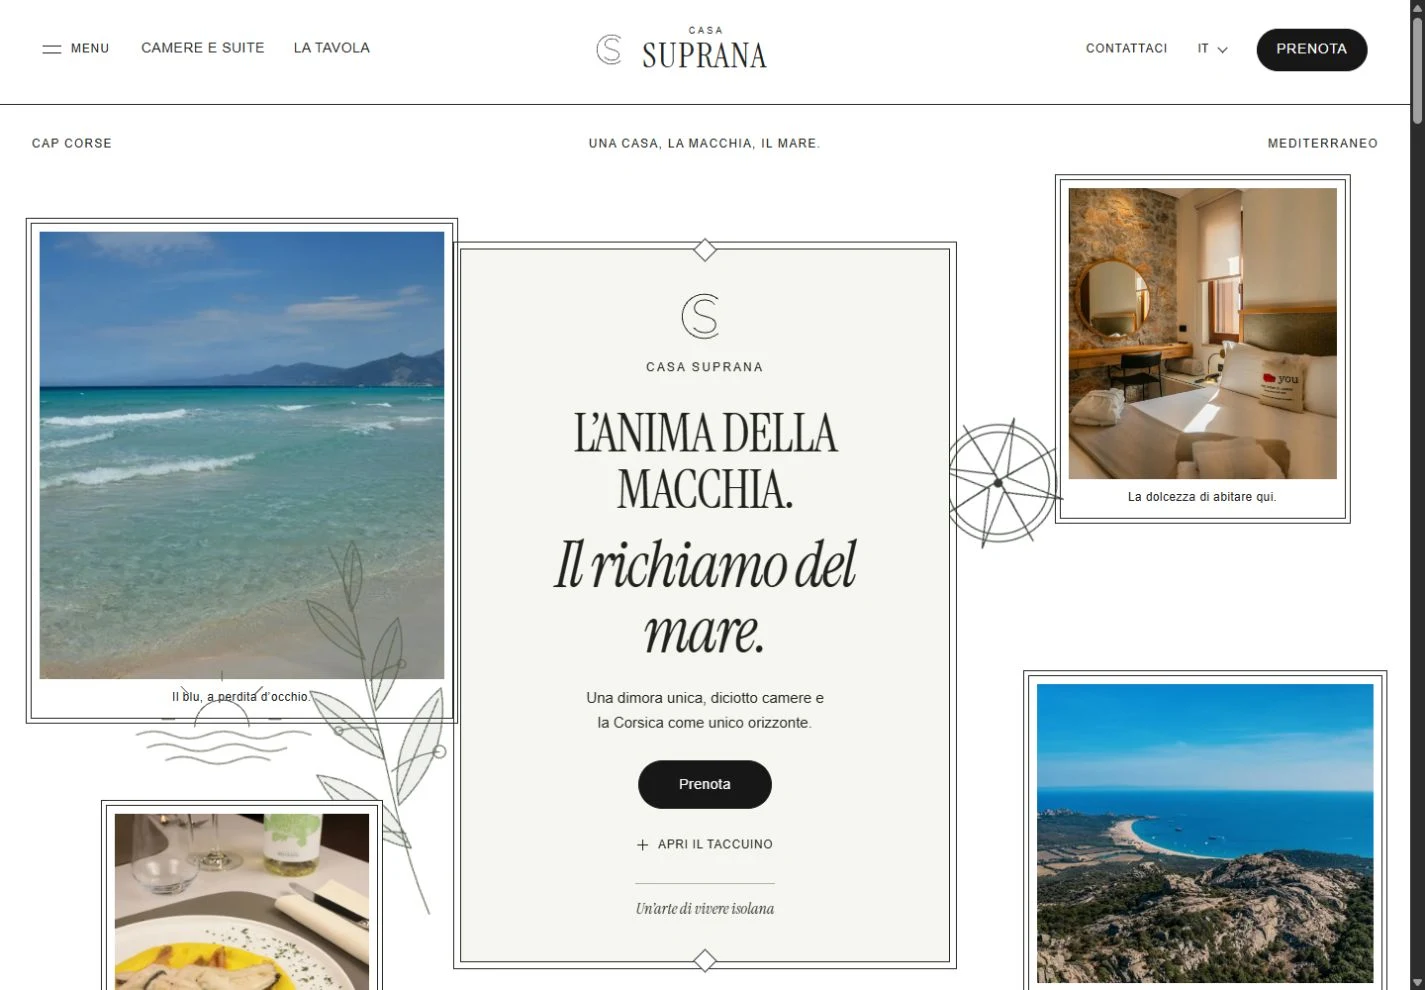 MENU
CAMERE E SUITE
LA TAVOLA
CASA
SUPRANA
CONTATTACI
IT
PRENOTA
CAP CORSE
UNA CASA, LA MACCHIA, IL MARE.
MEDITERRANEO
Il blu, a perdita d’occhio.
CASA SUPRANA
L’ANIMA DELLA
MACCHIA.
Il richiamo del
mare.
Una dimora unica, diciotto camere e
la Corsica come unico orizzonte.
Prenota
APRI IL TACCUINO
Un’arte di vivere isolana
you
La dolcezza di abitare qui.